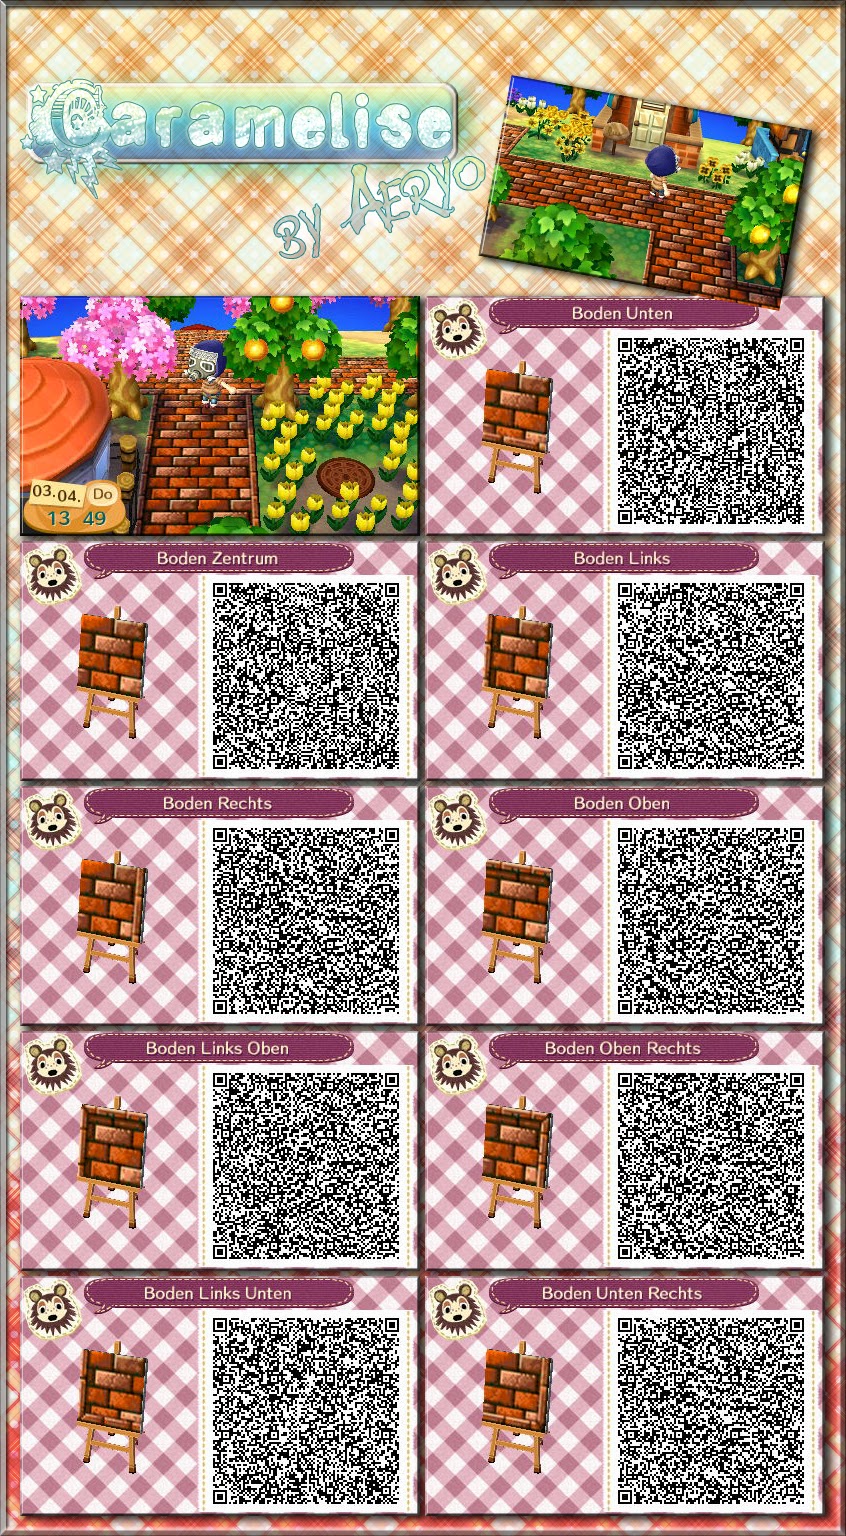 Caramelise
BY AERYO
03.04. Do
13 49
Boden Unten
Boden Zentrum
Boden Links
Boden Rechts
Boden Oben
Boden Links Oben
Boden Oben Rechts
Boden Links Unten
Boden Unten Rechts